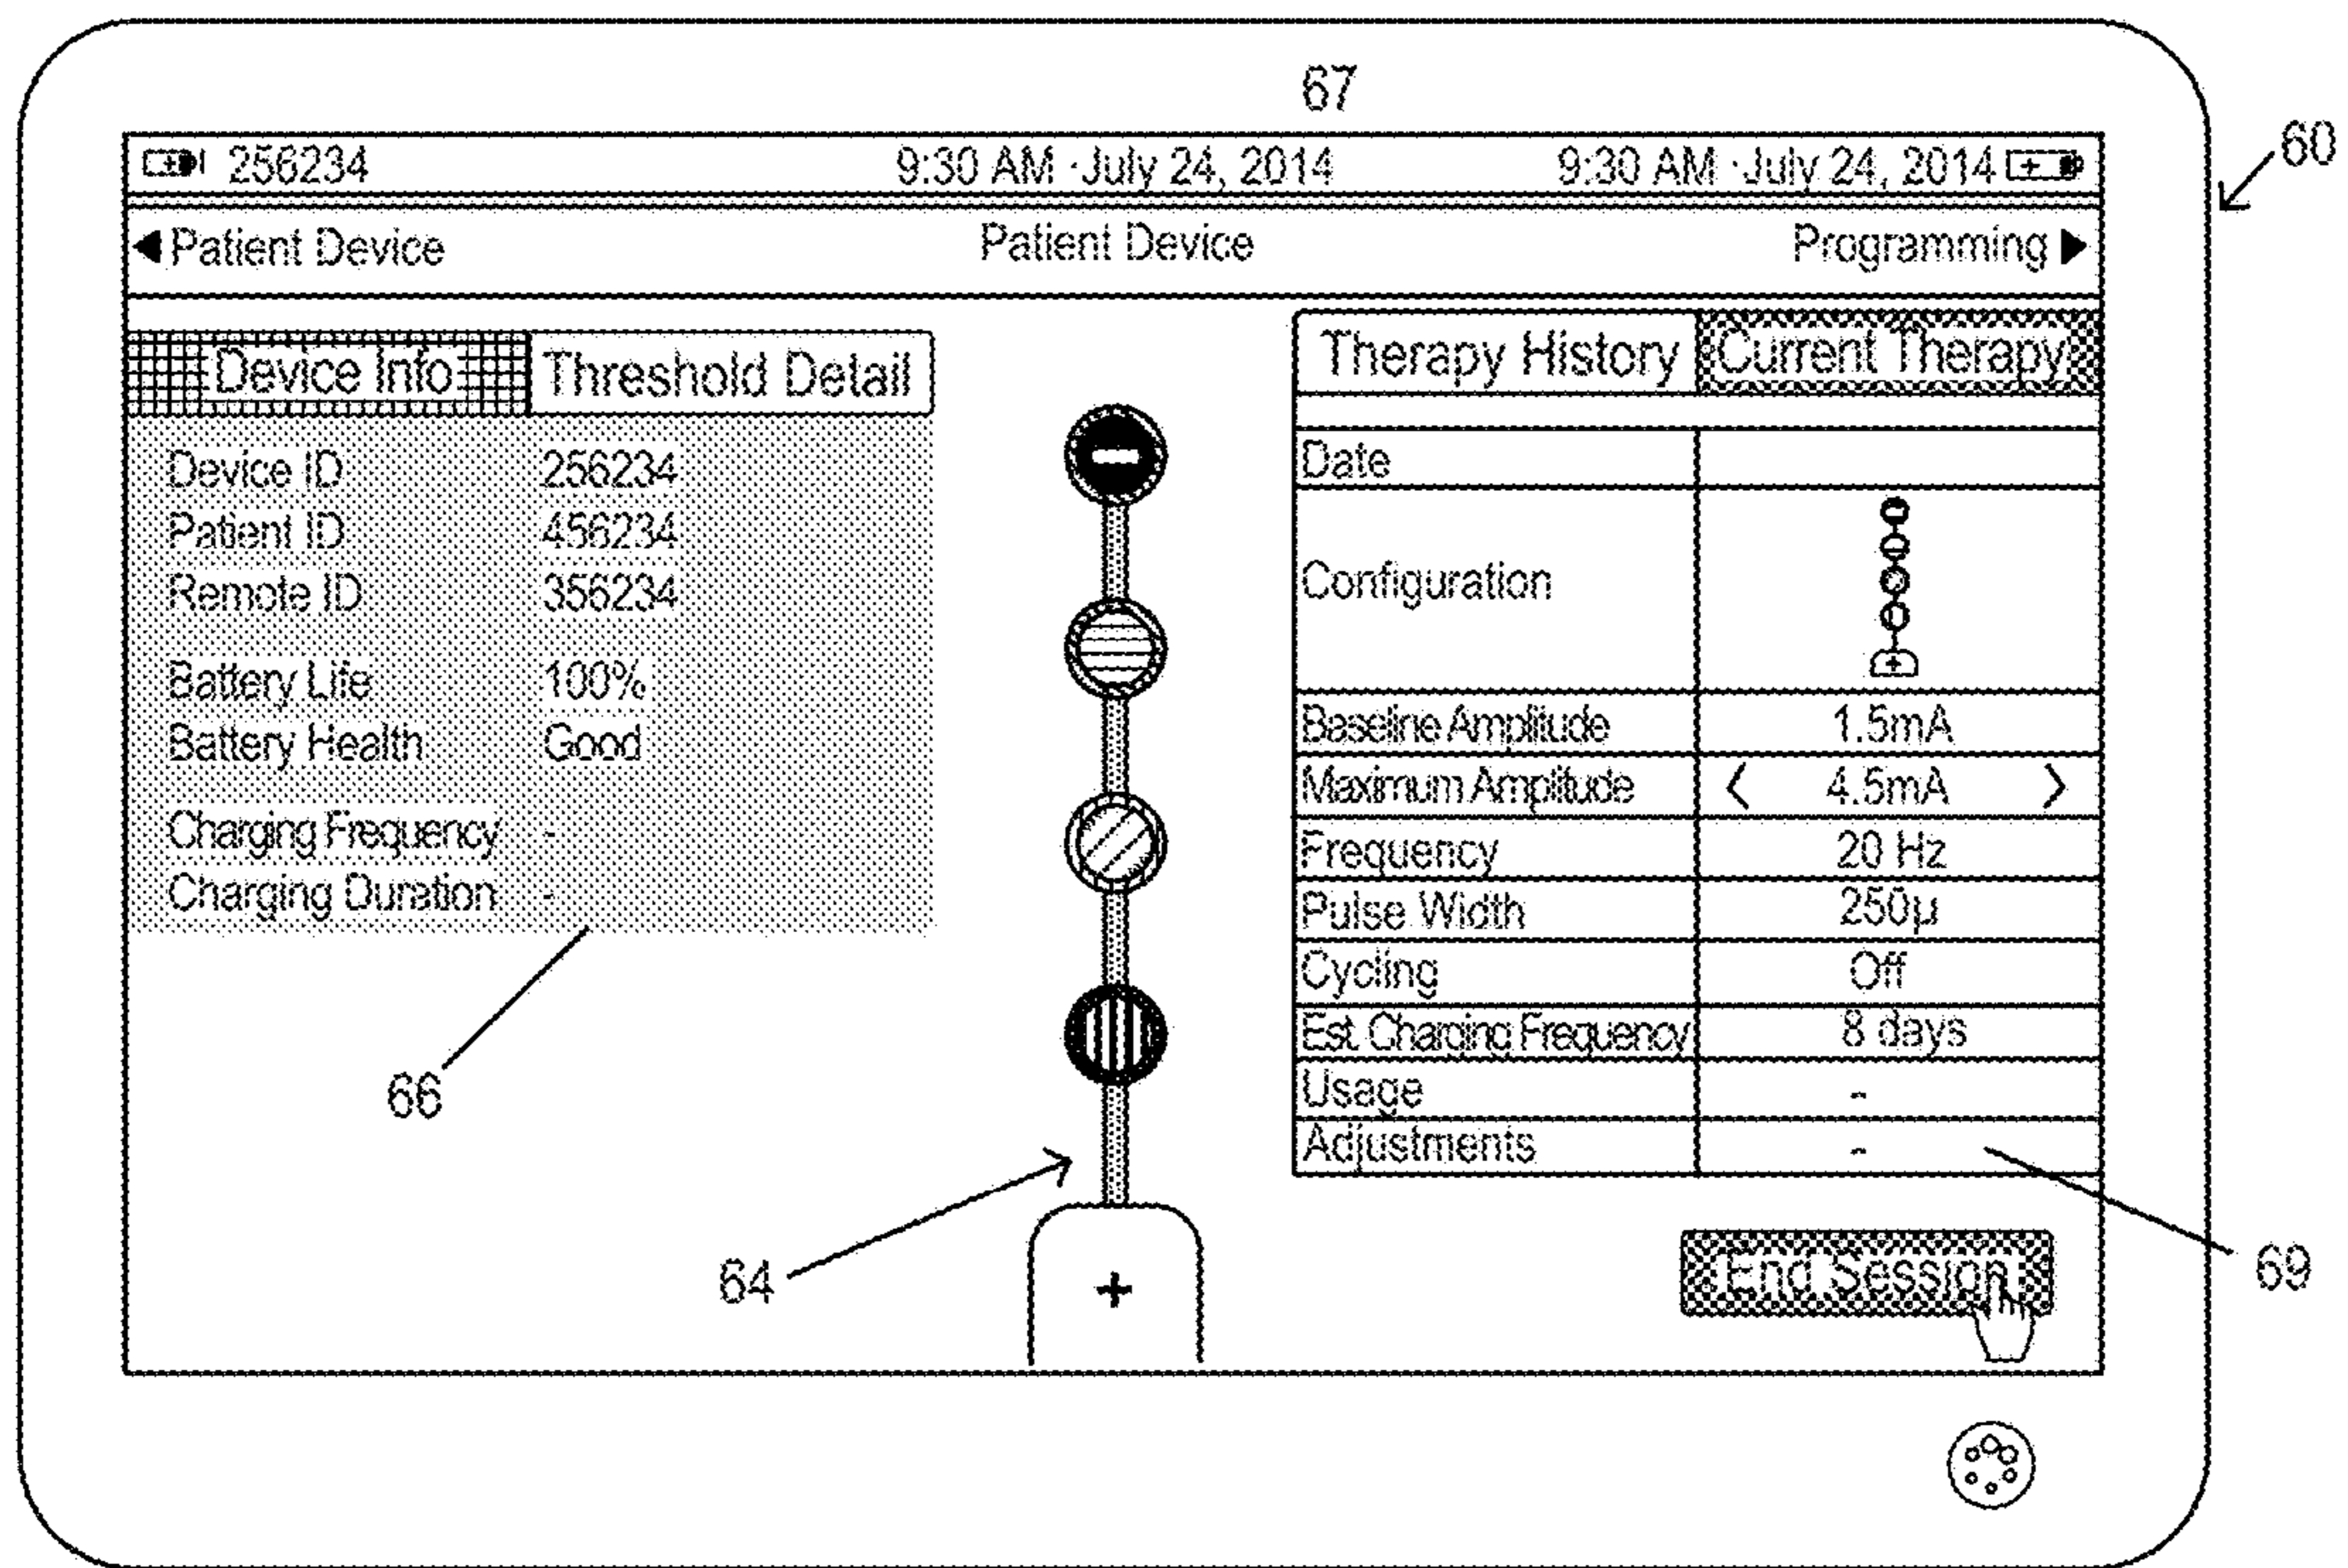 67
60
256234 9:30 AM ·July 24, 2014 9:30 AM ·July 24, 2014
Patient Device Patient Device Programming
Device Info Threshold Detail
Device ID 256234
Patient ID 456234
Remote ID 356234
Battery Life 100%
Battery Health Good
Charging Frequency -
Charging Duration -
66
64
+
Therapy History Current Therapy
Date
Configuration
+
Baseline Amplitude 1.5mA
Maximum Amplitude < 4.5mA >
Frequency 20 Hz
Pulse Width 250µ
Cycling Off
Est. Charging Frequency 8 days
Usage -
Adjustments -
End Session
69